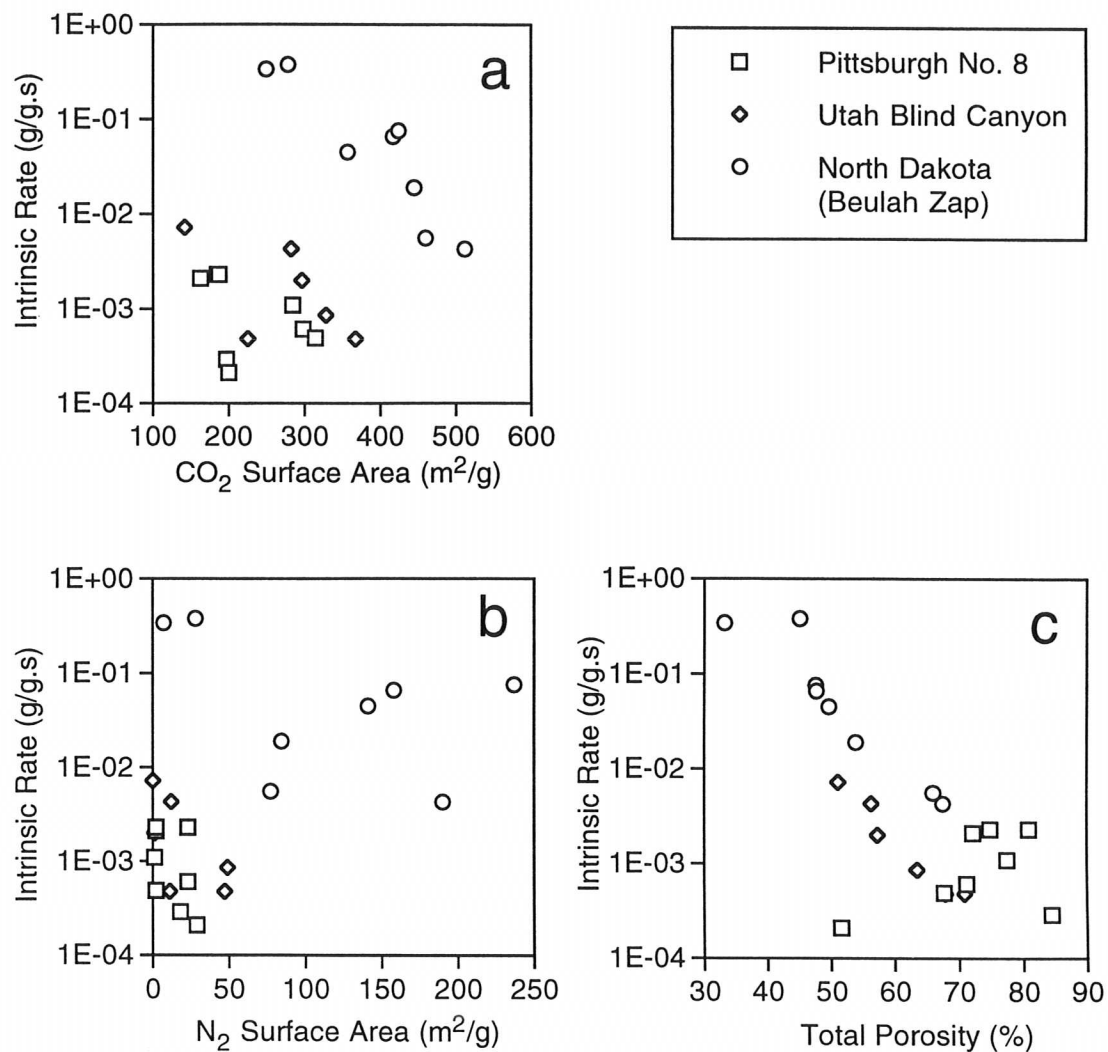 1E+00
1E-01
1E-02
1E-03
1E-04
Intrinsic Rate (g/g.s)
a
100 200 300 400 500 600
CO₂ Surface Area (m²/g)
Pittsburgh No. 8
Utah Blind Canyon
North Dakota
(Beulah Zap)
1E+00
1E-01
1E-02
1E-03
1E-04
Intrinsic Rate (g/g.s)
b
0 50 100 150 200 250
N₂ Surface Area (m²/g)
1E+00
1E-01
1E-02
1E-03
1E-04
Intrinsic Rate (g/g.s)
c
30 40 50 60 70 80 90
Total Porosity (%)